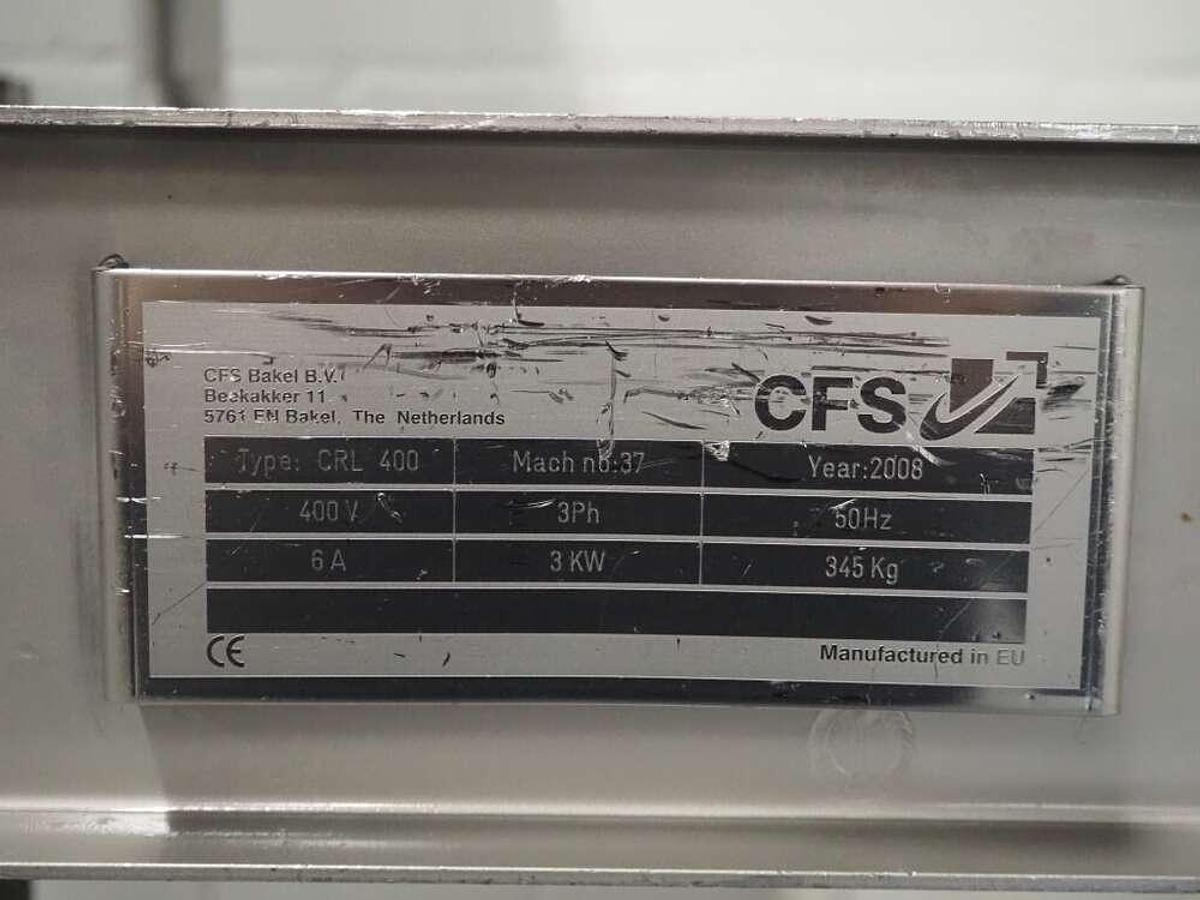 CFS Bakel B.V.
Beekakker 11
5761 EN Bakel, The Netherlands
CFS
Type: CRL 400 Mach no:37 Year:2008
400 V 3Ph 50Hz
6 A 3 KW 345 Kg
CE Manufactured in EU